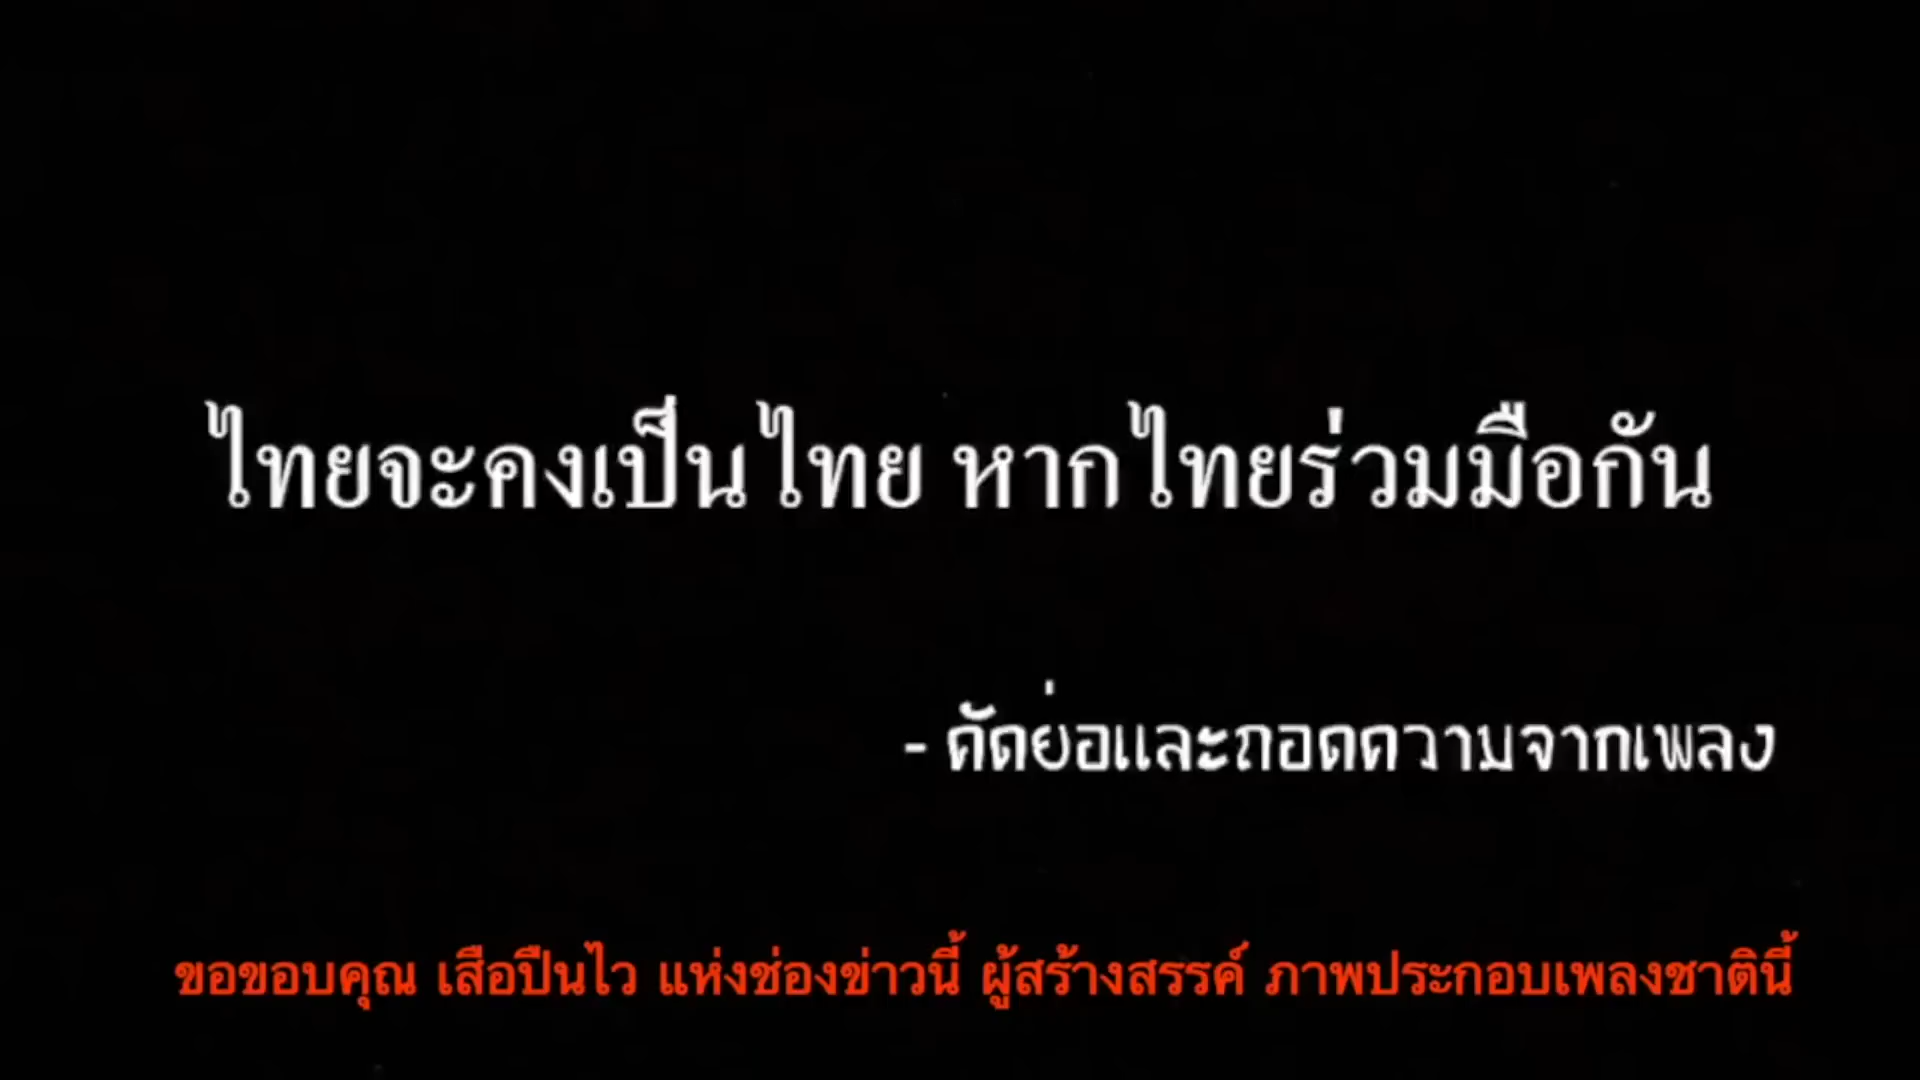 ไทยจะคงเป็นไทย หากไทยร่วมมือกัน
- คัดย่อและถอดความจากเพลง
ขอขอบคุณ เสือปืนไว แห่งช่องข่าวนี้ ผู้สร้างสรรค์ ภาพประกอบเพลงชาตินี้